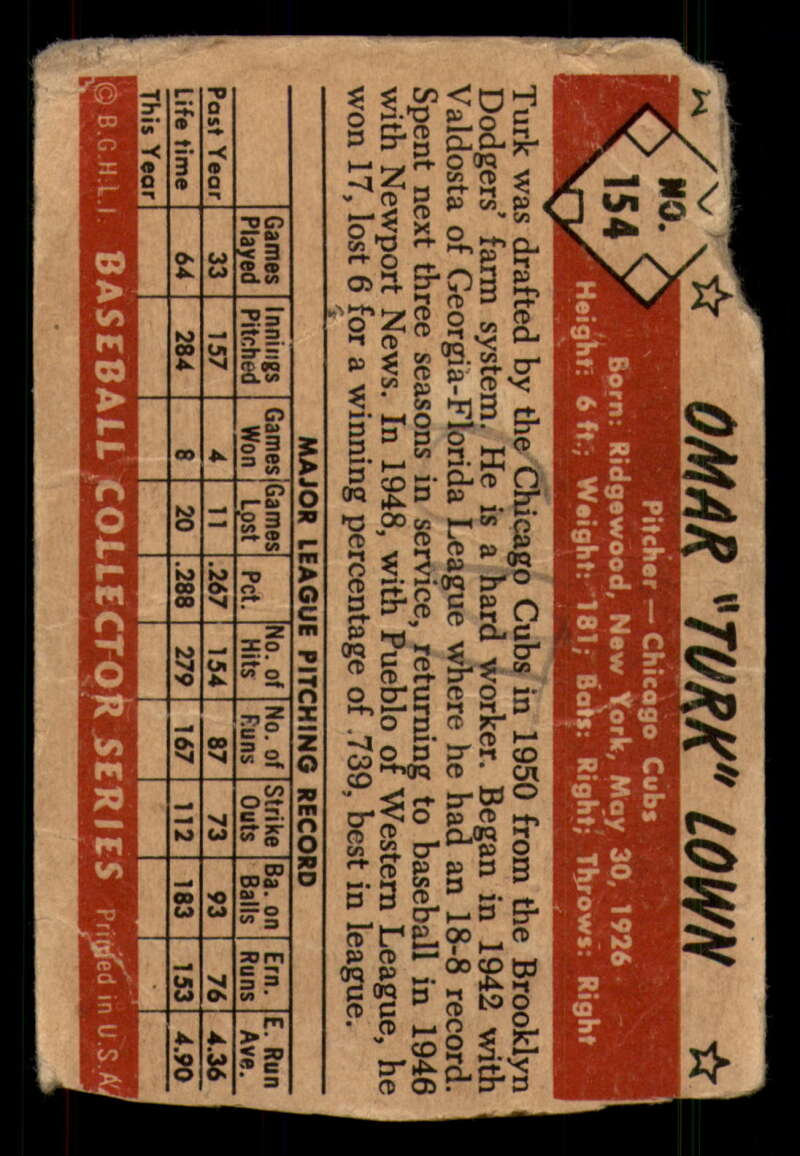 OMAR "TURK" LOWN
NO.
154
Pitcher — Chicago Cubs
Born: Ridgewood, New York, May 30, 1926
Height: 6 ft.; Weight: 181; Bats: Right; Throws: Right
Turk was drafted by the Chicago Cubs in 1950 from the Brooklyn
Dodgers' farm system. He is a hard worker. Began in 1942 with
Valdosta of Georgia-Florida League where he had an 18-8 record.
Spent next three seasons in service, returning to baseball in 1946
with Newport News. In 1948, with Pueblo of Western League, he
won 17, lost 6 for a winning percentage of .739, best in league.
MAJOR LEAGUE PITCHING RECORD
Games Innings Games Games No. of No. of Strike Ba. on Ern. E. Run
Played Pitched Won Lost Pct. Hits Runs Outs Balls Runs Ave.
Past Year 33 157 4 11 .267 154 87 73 93 76 4.36
Life time 64 284 8 20 .288 279 167 112 183 153 4.90
This Year
© B.G.H.L.I. BASEBALL COLLECTOR SERIES Printed in U.S.A.